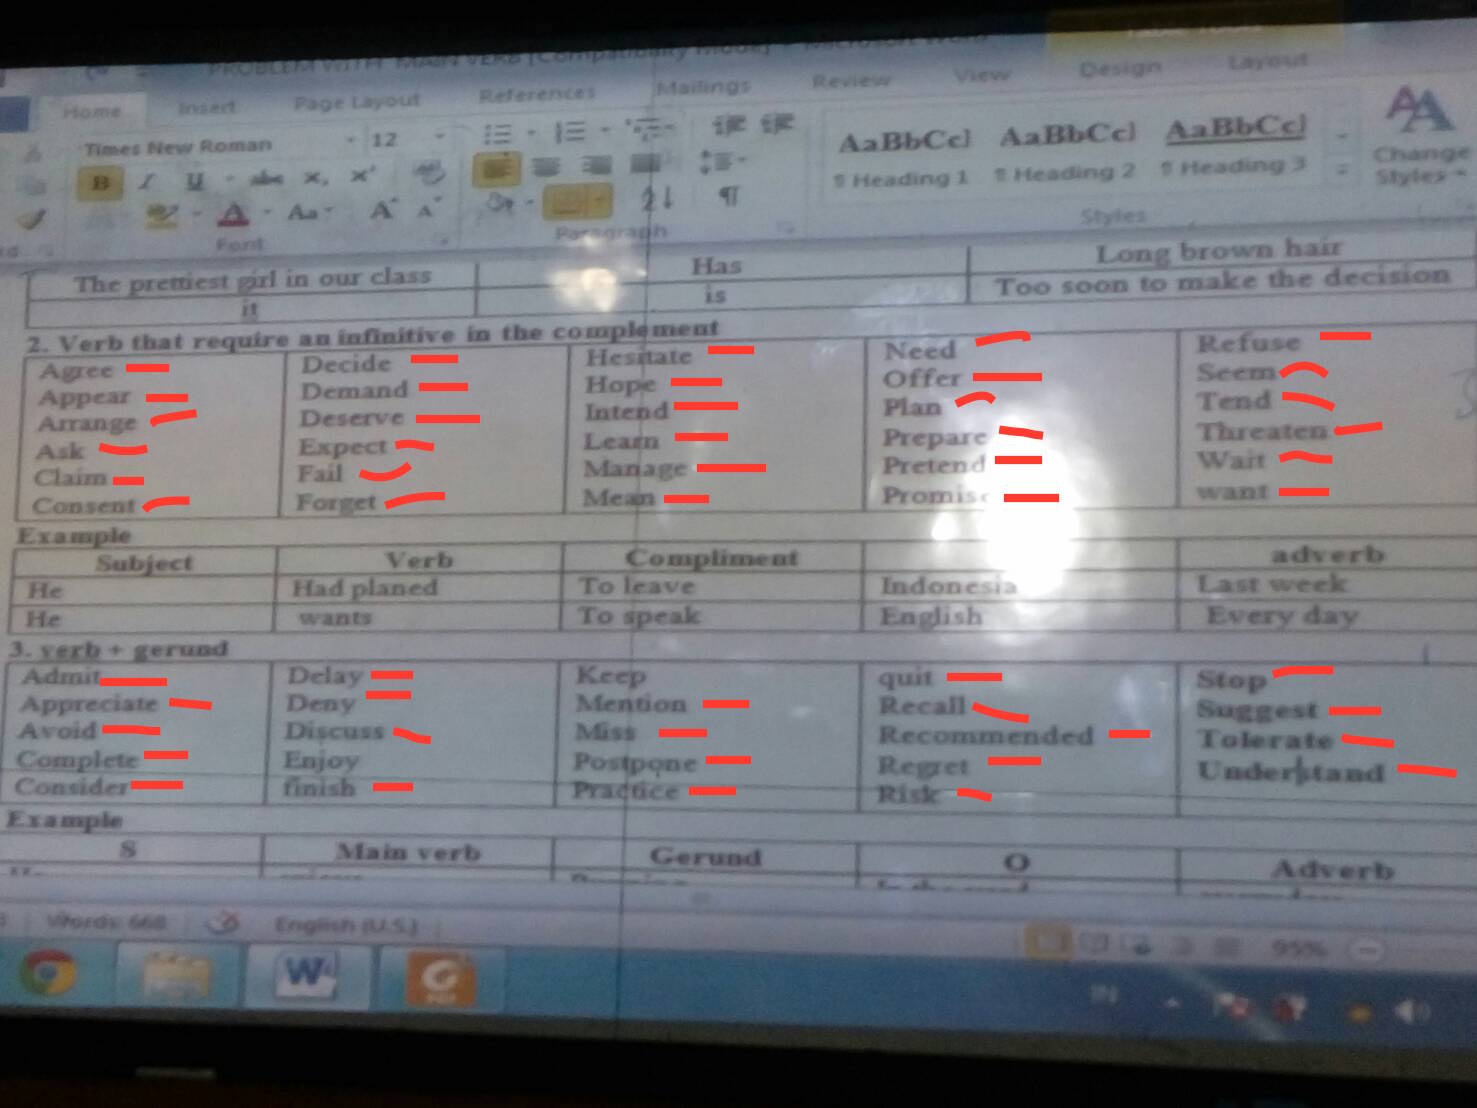 PROBLEM WITH MAIN VERB [Compatibility Mode] - Microsoft Word
Home Insert Page Layout References Mailings Review View Design Layout
Times New Roman 12
AaBbCcI AaBbCcI AaBbCcI
¶ Heading 1 ¶ Heading 2 ¶ Heading 3
Change
Styles
Font Paragraph Styles
The prettiest girl in our class Has Long brown hair
it is Too soon to make the decision
2. Verb that require an infinitive in the complement
Agree Decide Hesitate Need Refuse
Appear Demand Hope Offer Seem
Arrange Deserve Intend Plan Tend
Ask Expect Learn Prepare Threaten
Claim Fail Manage Pretend Wait
Consent Forget Mean Promise want
Example
Subject Verb Compliment adverb
He Had planed To leave Indonesia Last week
He wants To speak English Every day
3. verb + gerund
Admit Delay Keep quit Stop
Appreciate Deny Mention Recall Suggest
Avoid Discuss Miss Recommended Tolerate
Complete Enjoy Postpone Regret Understand
Consider finish Practice Risk
Example
S Main verb Gerund O Adverb
Words: 668 English (U.S.) 95%
IN